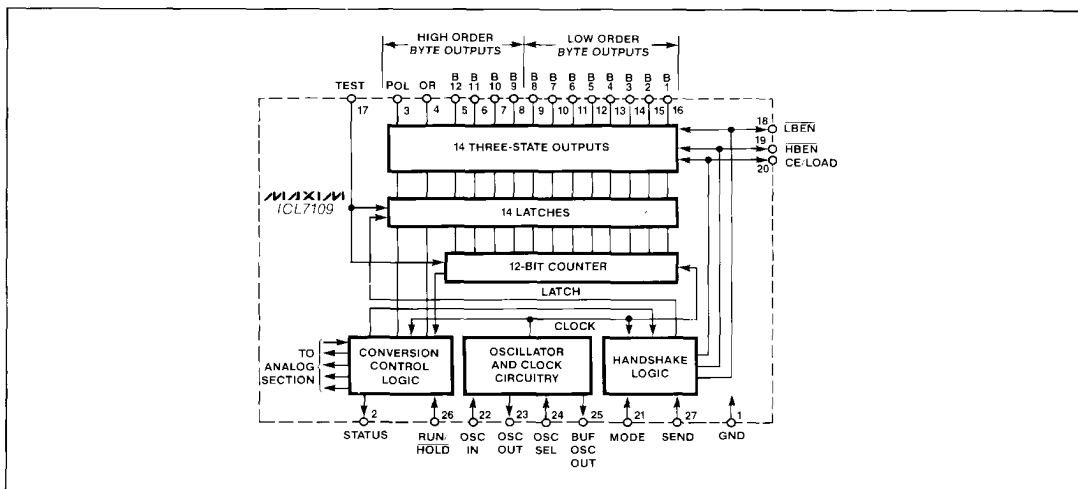 HIGH ORDER
BYTE OUTPUTS
LOW ORDER
BYTE OUTPUTS
TEST POL OR B 12 B 11 B 10 B 9 B 8 B 7 B 6 B 5 B 4 B 3 B 2 B 1
17 3 4 5 6 7 8 9 10 11 12 13 14 15 16
14 THREE-STATE OUTPUTS
18 LBEN
19 HBEN
20 CE/LOAD
MAXIM
ICL7109
14 LATCHES
12-BIT COUNTER
LATCH
CLOCK
TO
ANALOG
SECTION
CONVERSION
CONTROL
LOGIC
OSCILLATOR
AND CLOCK
CIRCUITRY
HANDSHAKE
LOGIC
2 26 22 23 24 25 21 27 1
STATUS
RUN/
HOLD
OSC
IN
OSC
OUT
OSC
SEL
BUF
OSC
OUT
MODE
SEND
GND